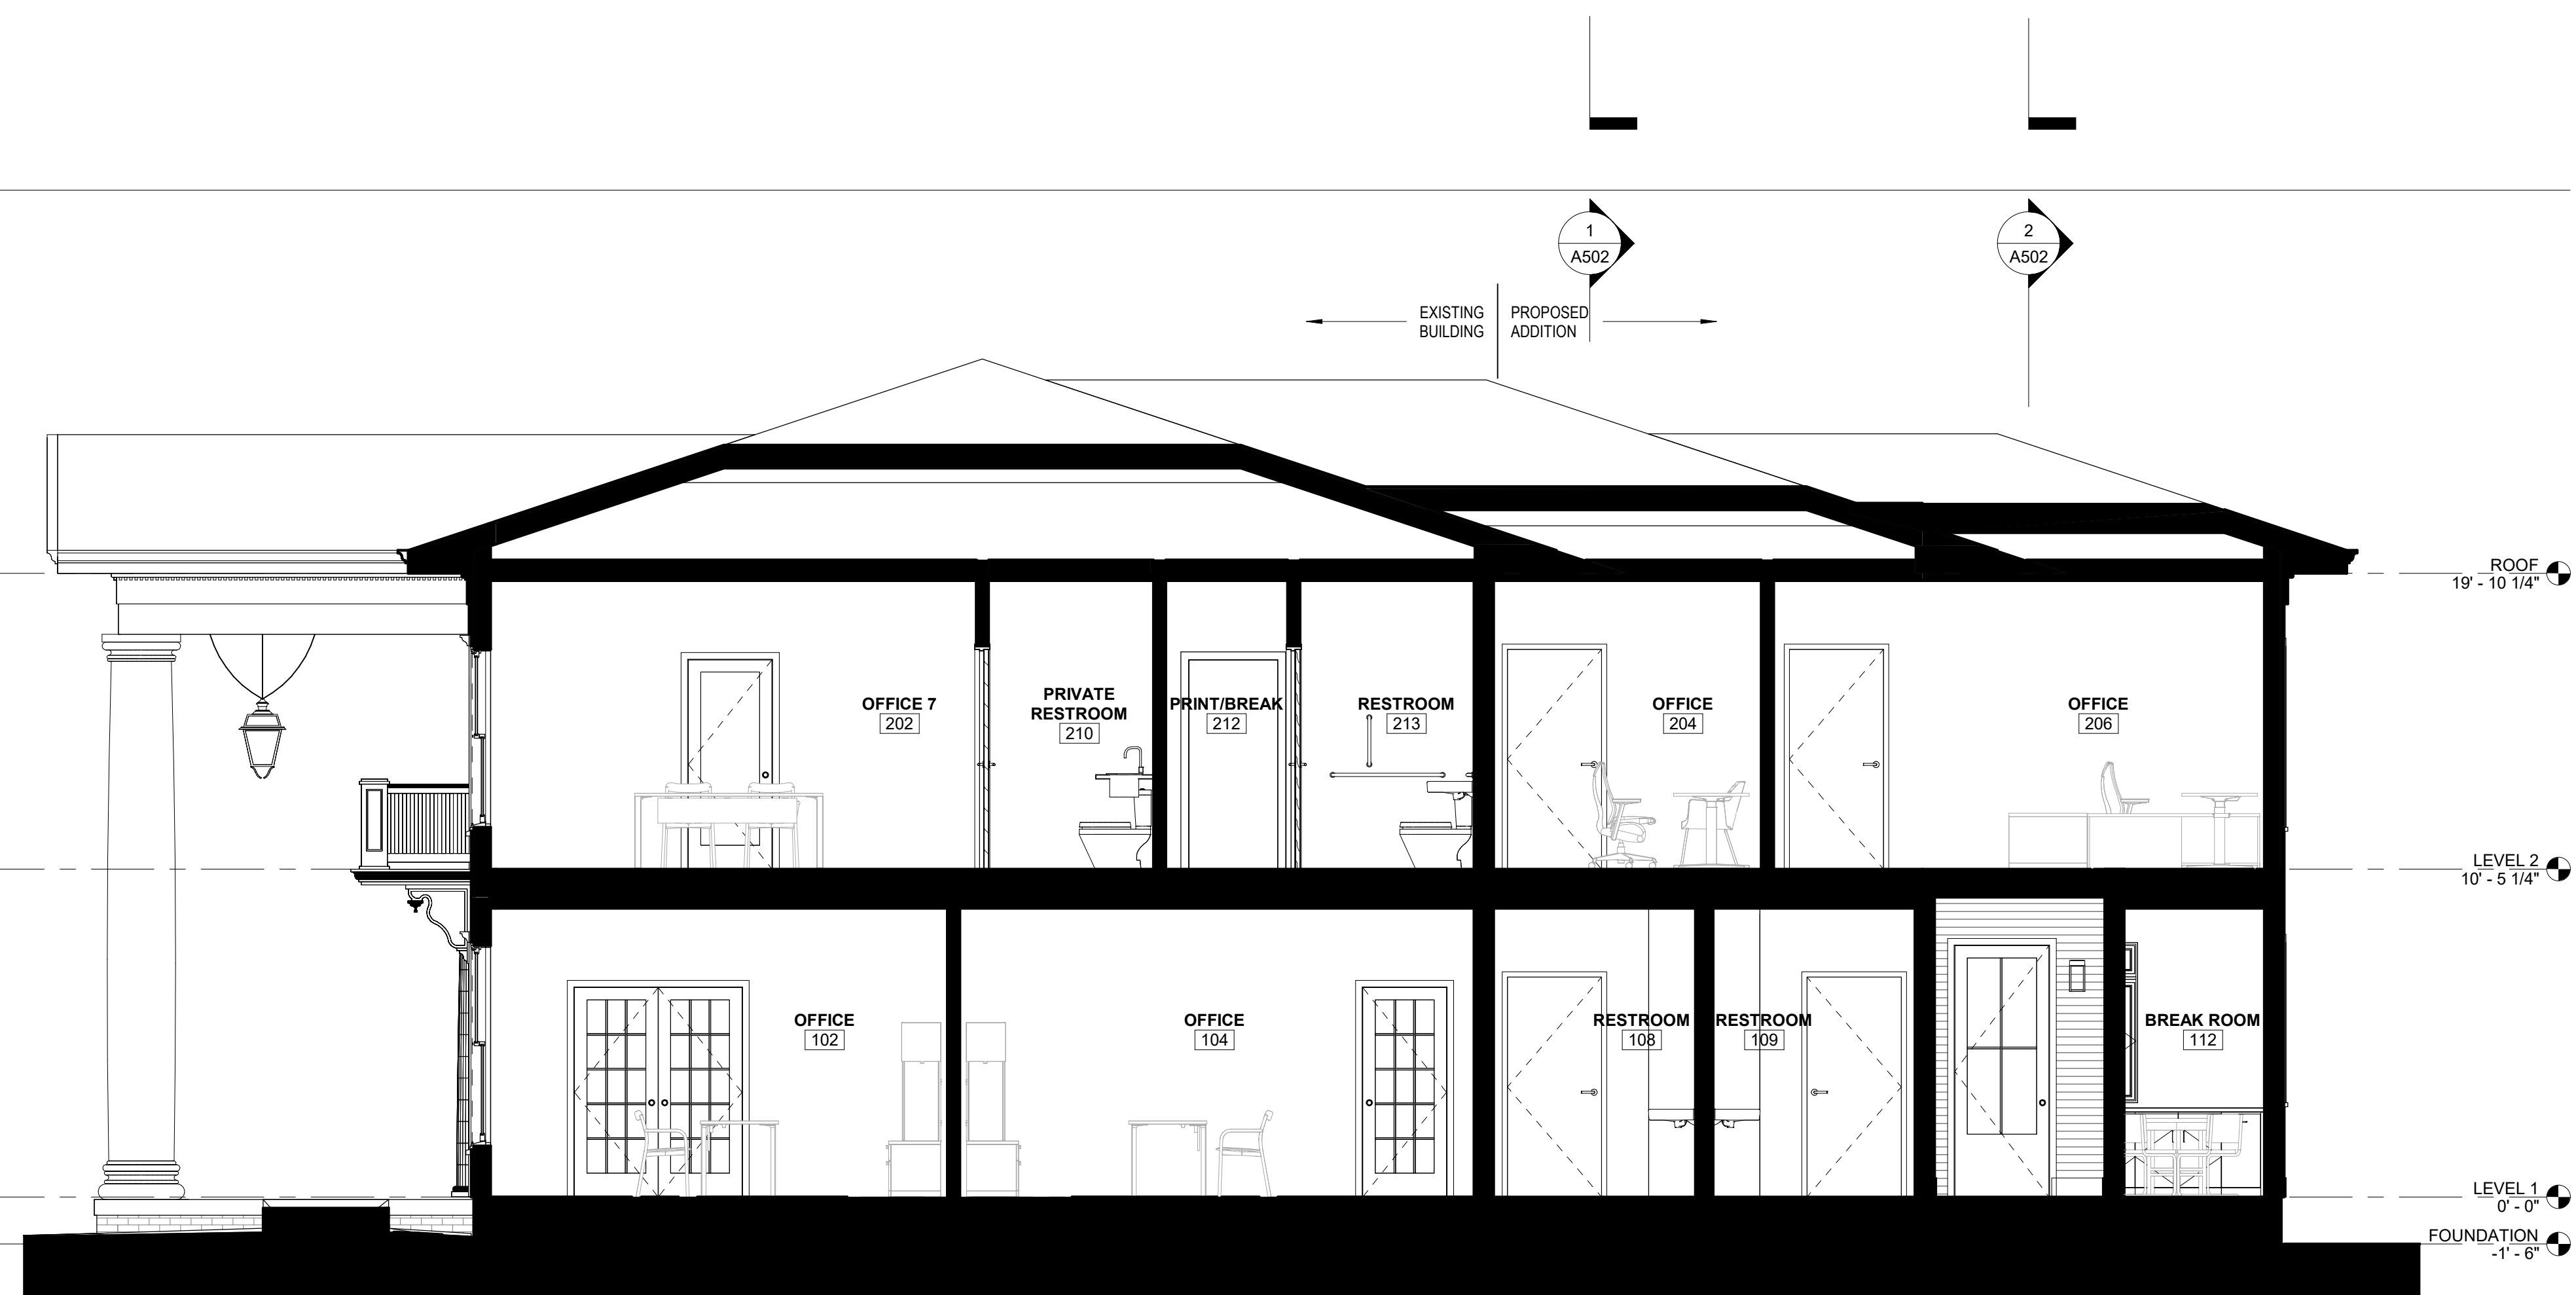 1
A502
2
A502
EXISTING
BUILDING
PROPOSED
ADDITION
ROOF
19' - 10 1/4"
OFFICE 7
202
PRIVATE
RESTROOM
210
PRINT/BREAK
212
RESTROOM
213
OFFICE
204
OFFICE
206
LEVEL 2
10' - 5 1/4"
OFFICE
102
OFFICE
104
RESTROOM
108
RESTROOM
109
BREAK ROOM
112
LEVEL 1
0' - 0"
FOUNDATION
-1' - 6"